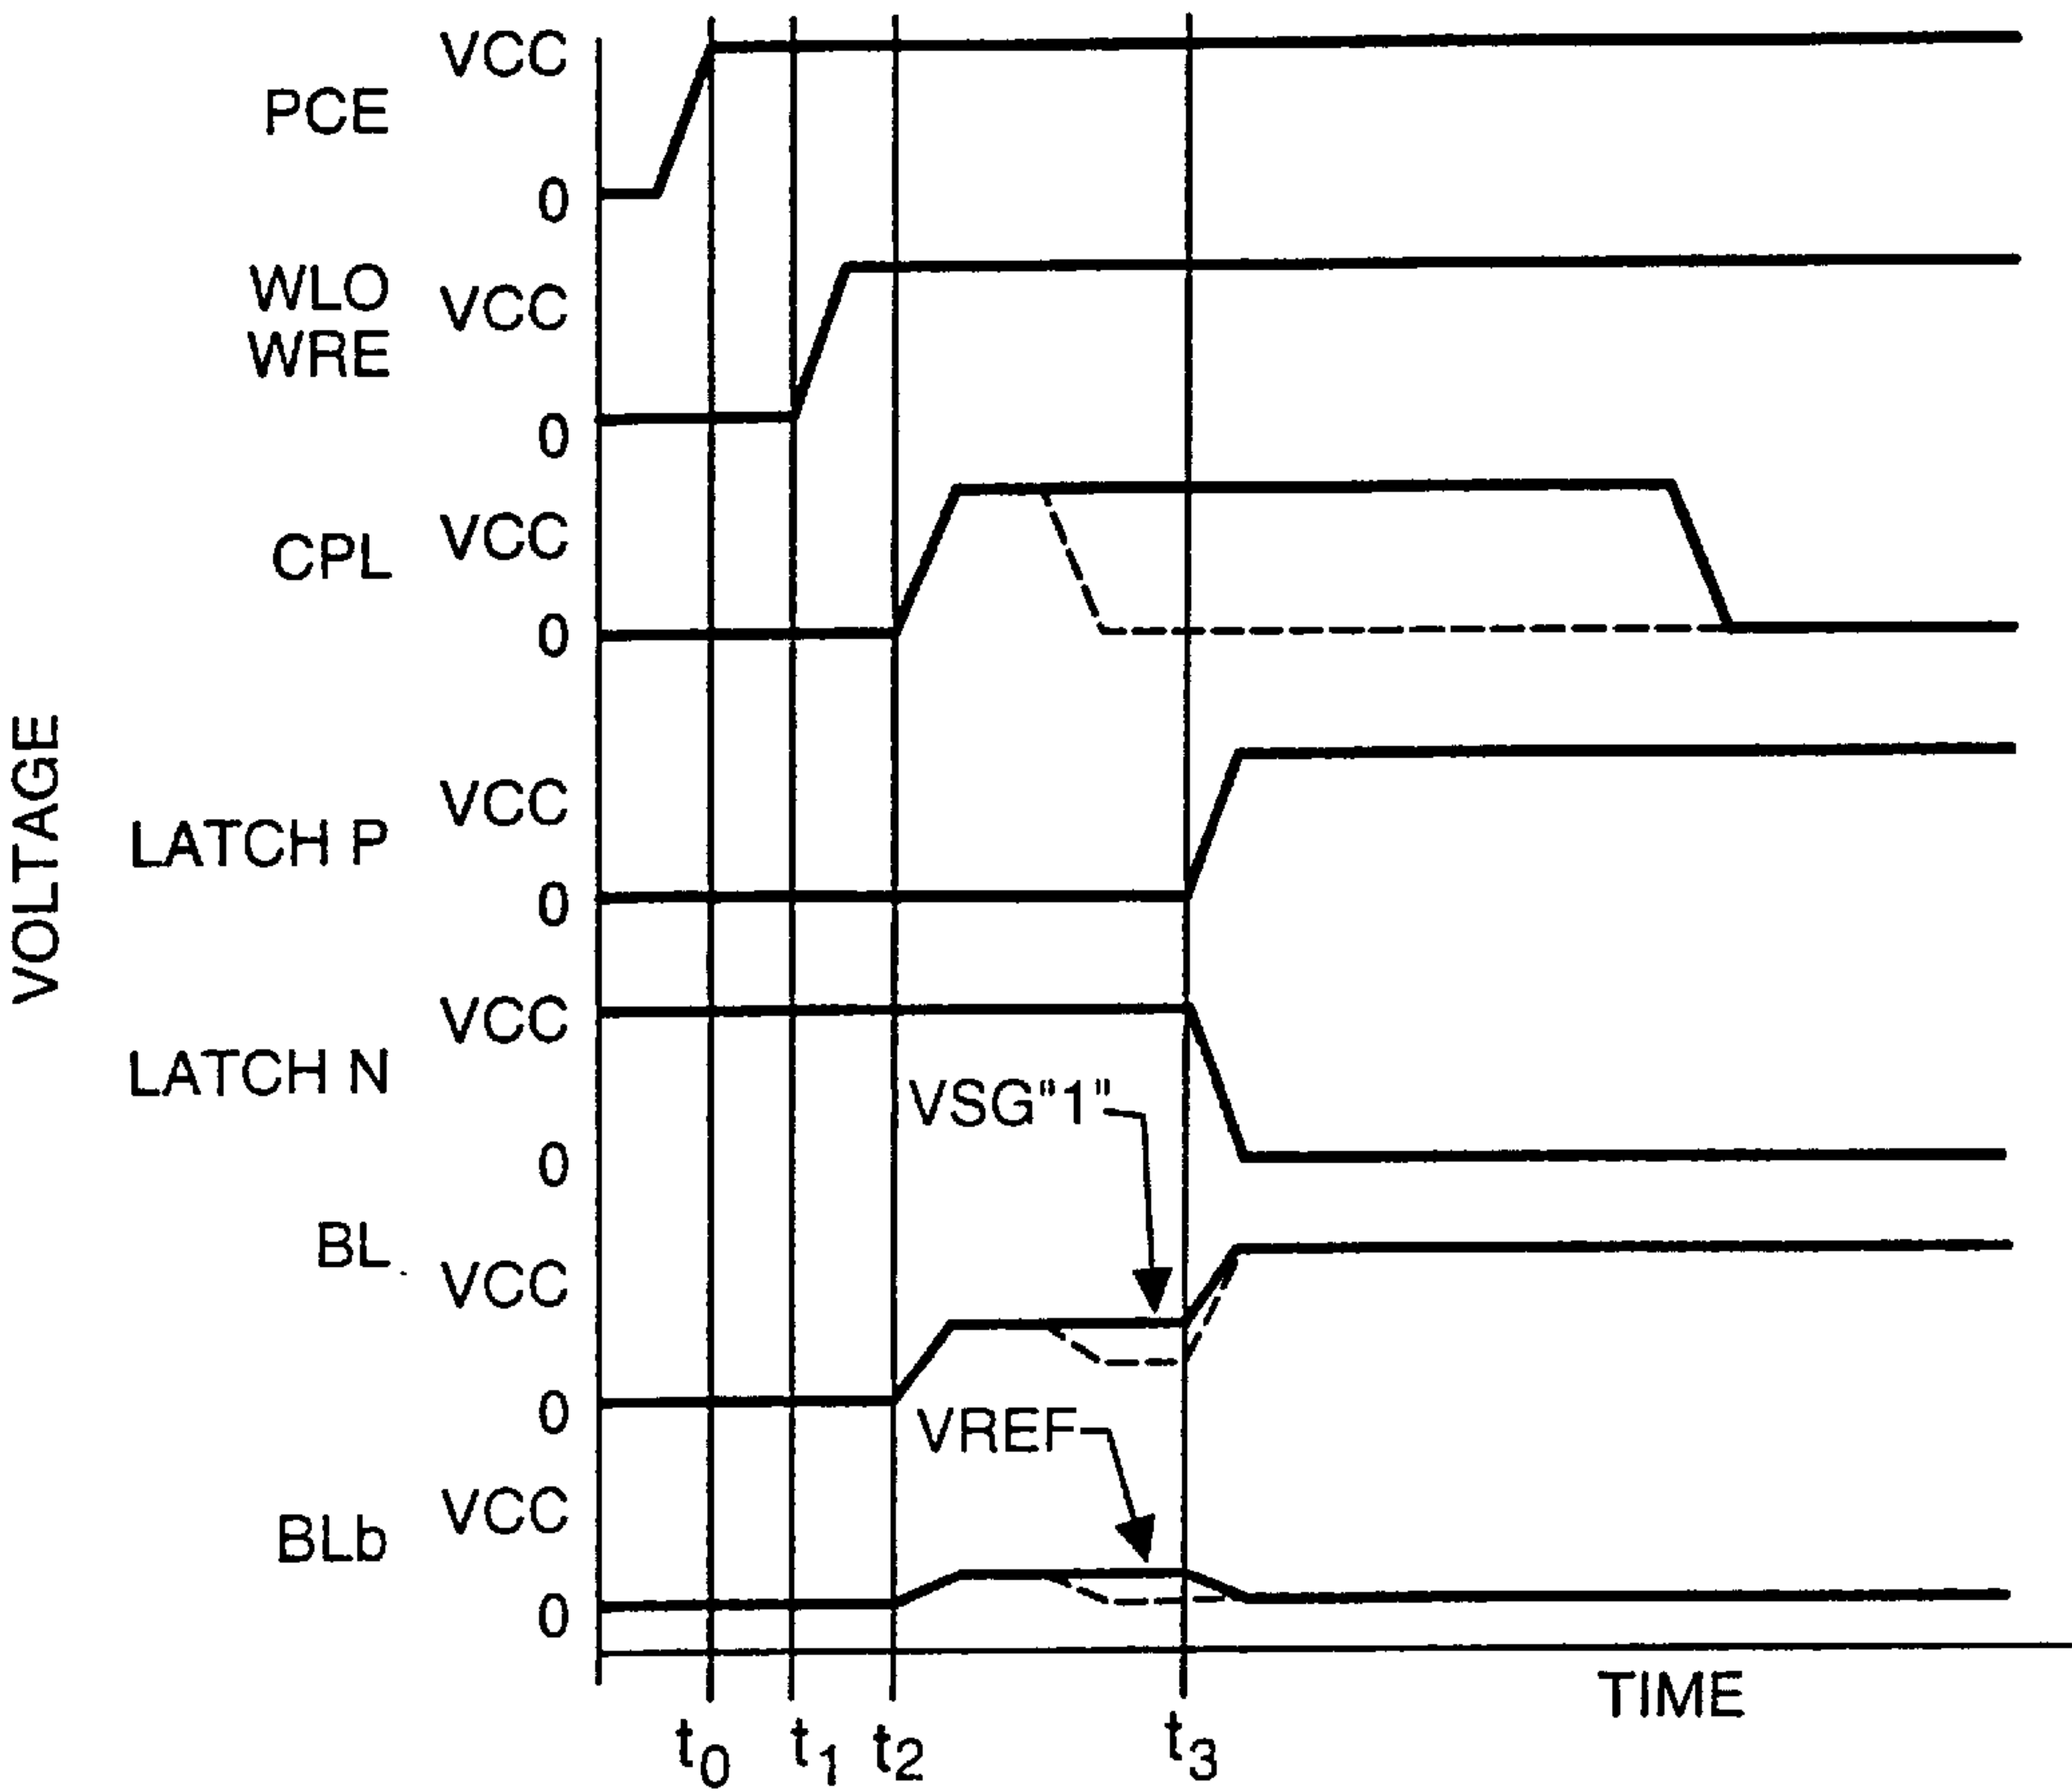 VCC
PCE
0
WLO
WRE
VCC
0
CPL
VCC
0
VOLTAGE
LATCH P
VCC
0
VCC
LATCH N
0
VSG"1"
BL
VCC
0
VREF
VCC
BLb
0
TIME
t0 t1 t2 t3